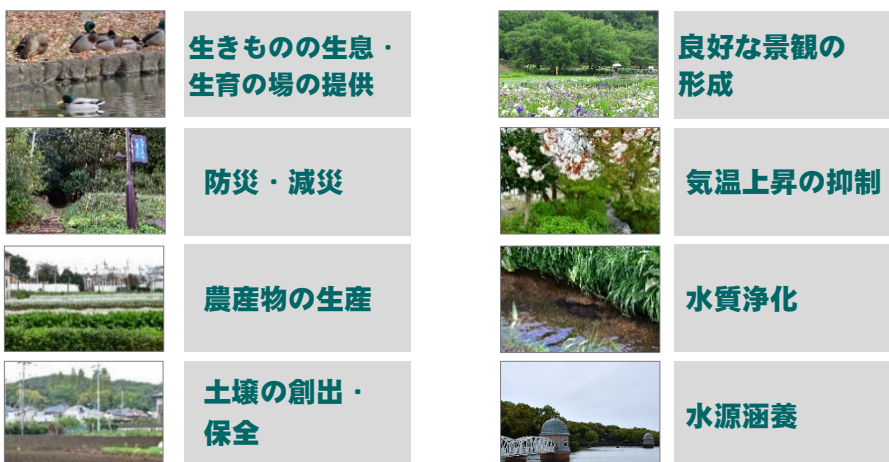 生きものの生息・
生育の場の提供
防災・減災
農産物の生産
土壌の創出・
保全
良好な景観の
形成
気温上昇の抑制
水質浄化
水源涵養